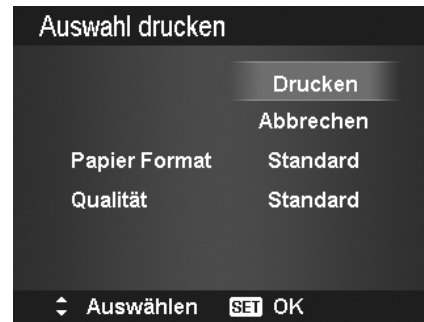 Auswahl drucken
Drucken
Abbrechen
Papier Format Standard
Qualität Standard
Auswählen SET OK